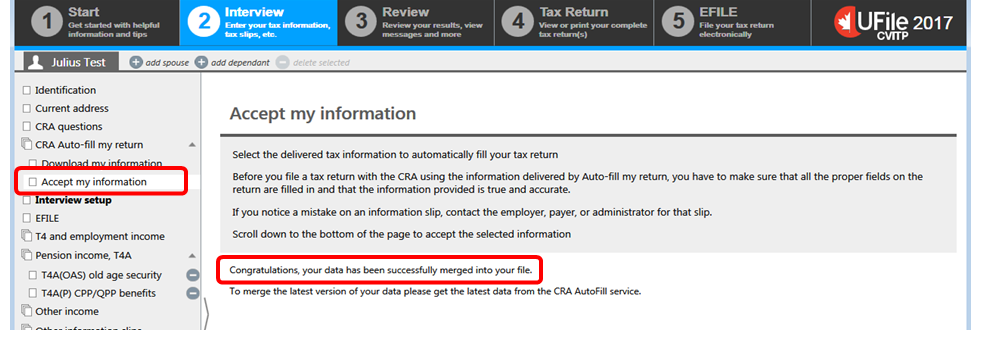 1 Start
Get started with helpful
information and tips
2 Interview
Enter your tax information,
tax slips, etc.
3 Review
Review your results, view
messages and more
4 Tax Return
View or print your complete
tax return(s)
5 EFILE
File your tax return
electronically
UFile 2017
CVITP
Julius Test
add spouse
add dependant
delete selected
Identification
Current address
CRA questions
CRA Auto-fill my return
Download my information
Accept my information
Interview setup
EFILE
T4 and employment income
Pension income, T4A
T4A(OAS) old age security
T4A(P) CPP/QPP benefits
Other income
Other information slips
Accept my information
Select the delivered tax information to automatically fill your tax return
Before you file a tax return with the CRA using the information delivered by Auto-fill my return, you have to make sure that all the proper fields on the
return are filled in and that the information provided is true and accurate.
If you notice a mistake on an information slip, contact the employer, payer, or administrator for that slip.
Scroll down to the bottom of the page to accept the selected information
Congratulations, your data has been successfully merged into your file.
To merge the latest version of your data please get the latest data from the CRA AutoFill service.